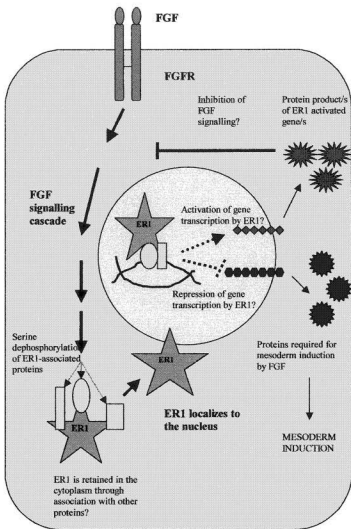 FGF
FGFR
Inhibition of
FGF
signalling?
Protein product/s
of ER1 activated
gene/s
FGF
signalling
cascade
ER1
Activation of gene
transcription by ER1?
Repression of gene
transcription by ER1?
Serine
dephosphorylation
of ER1-associated
proteins
ER1
ER1
ER1 localizes to
the nucleus
Proteins required for
mesoderm induction
by FGF
MESODERM
INDUCTION
ER1 is retained in the
cytoplasm through
association with other
proteins?